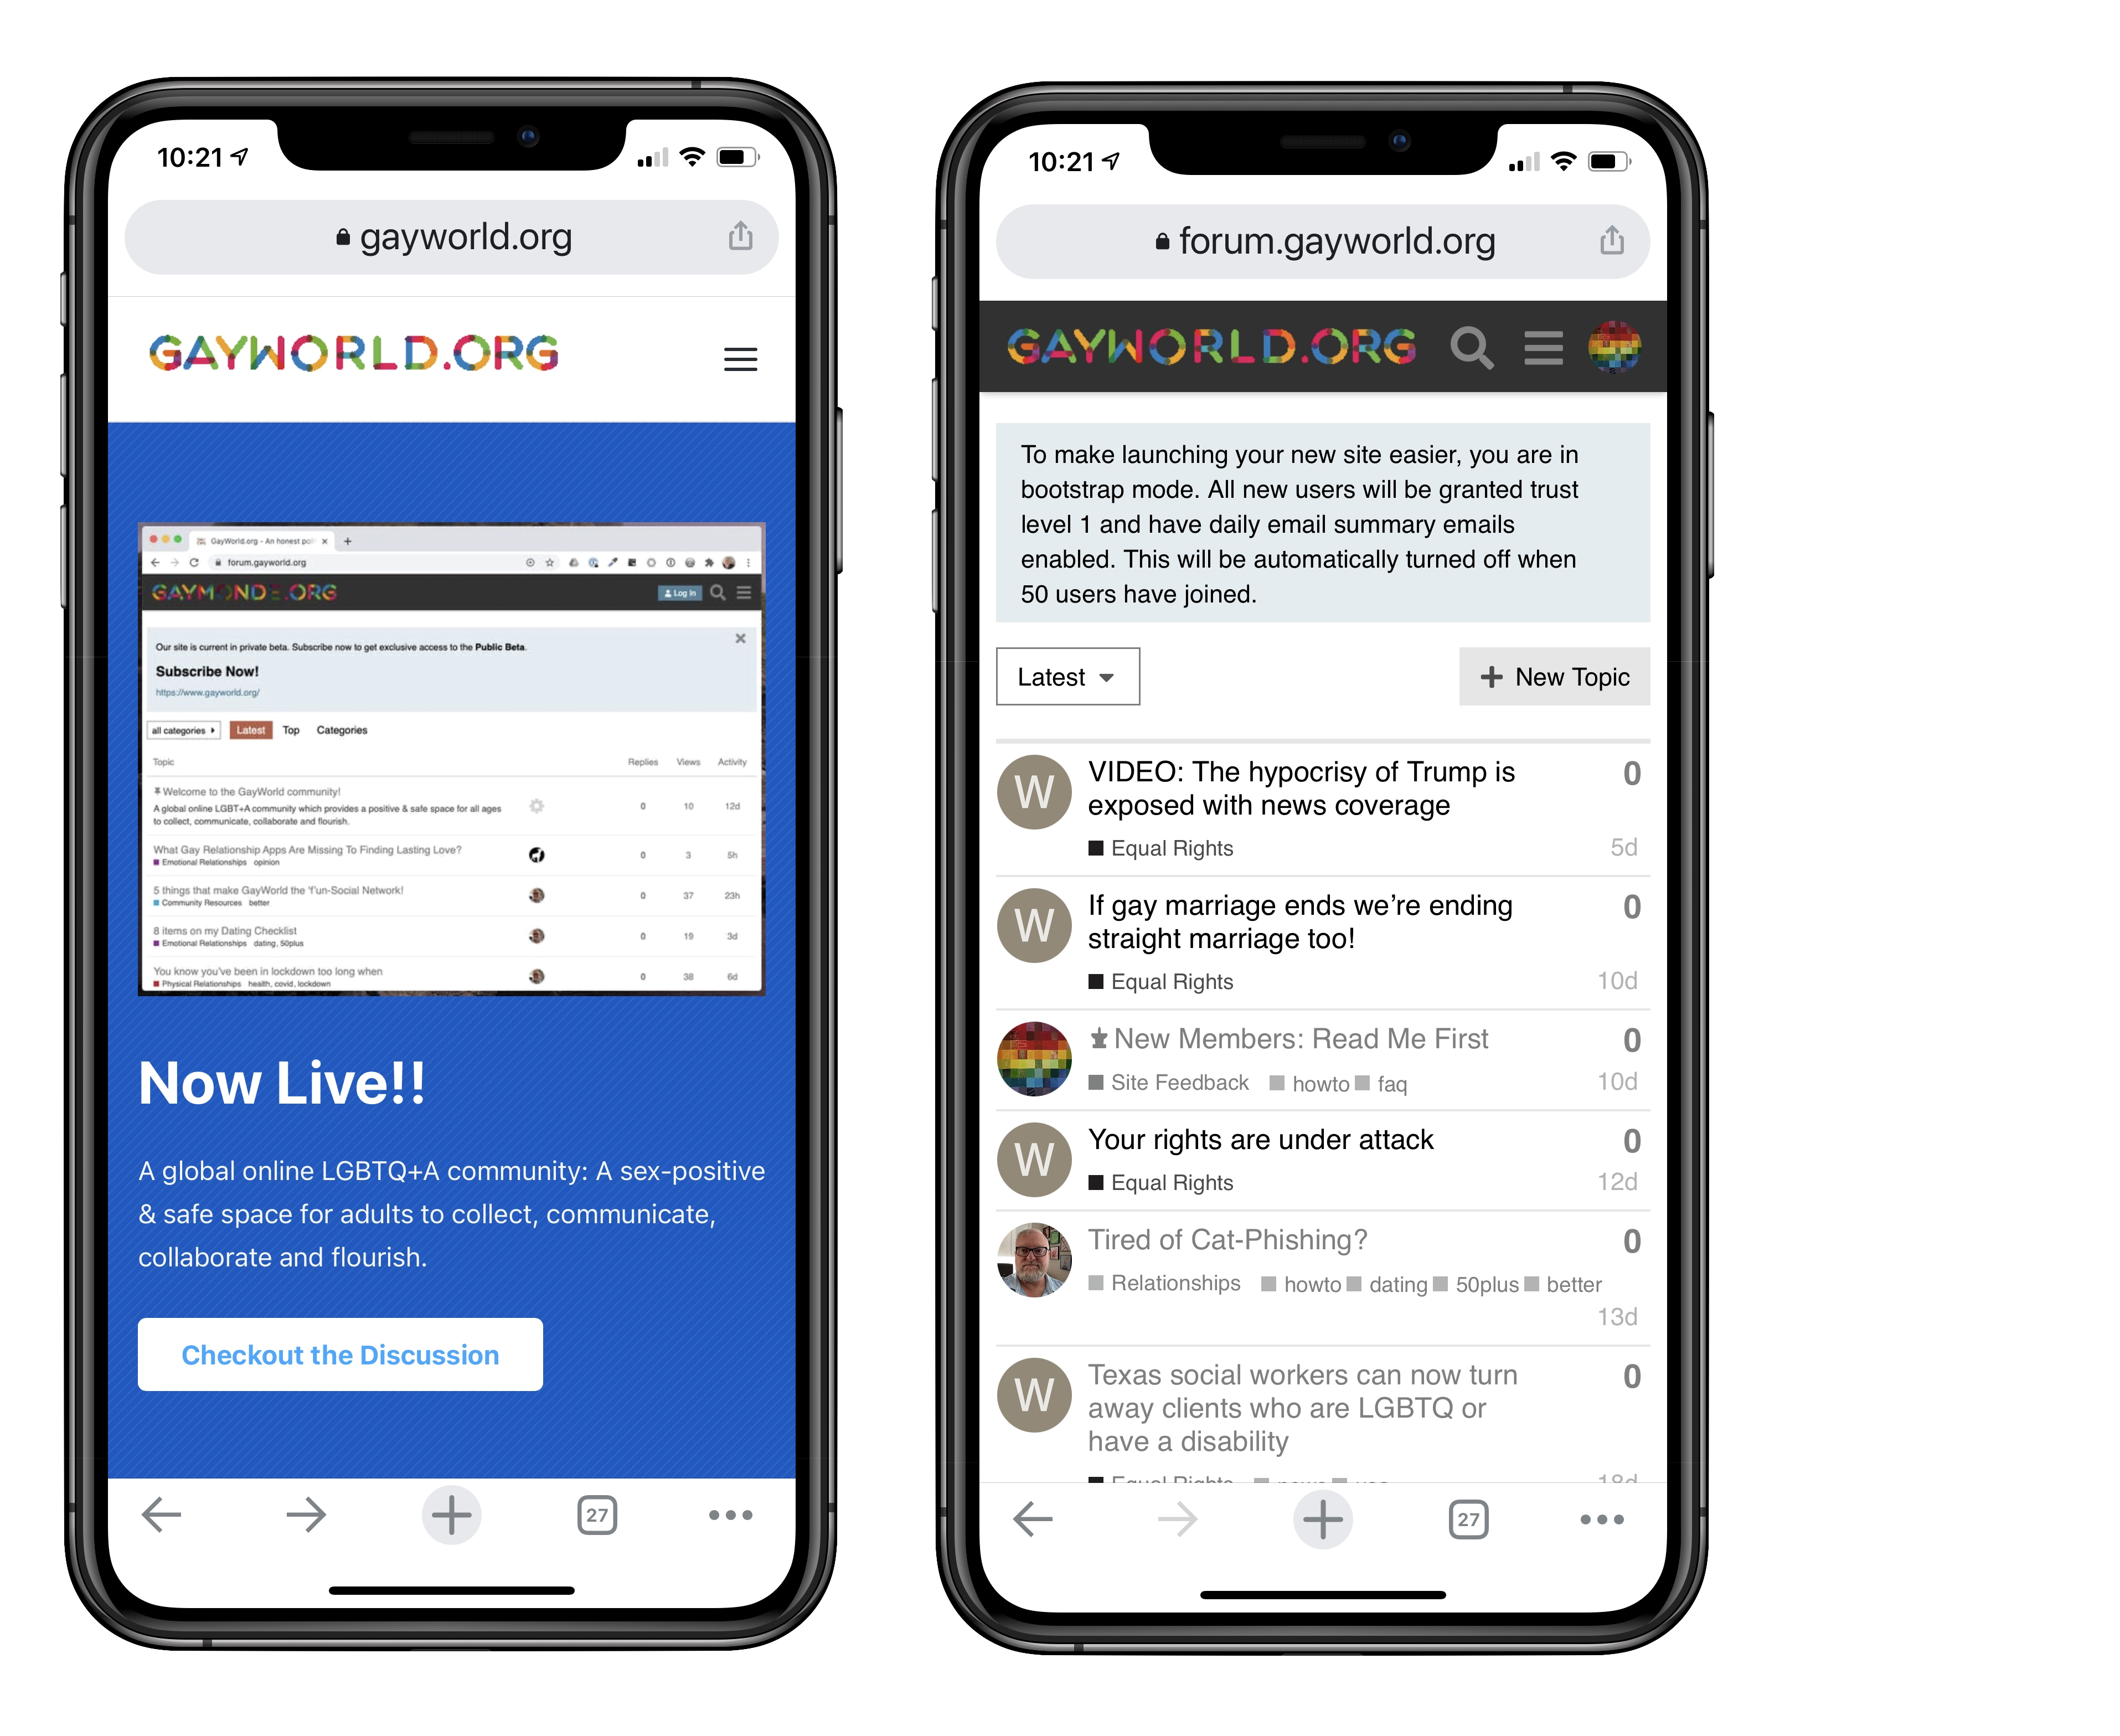 10:21
gayworld.org
GAYWORLD.ORG
GayWorld.org - An honest po
forum.gayworld.org
GAYMONDE.ORG
Log In
Our site is current in private beta. Subscribe now to get exclusive access to the Public Beta.
Subscribe Now!
https://www.gayworld.org/
all categories Latest Top Categories
Topic Replies Views Activity
Welcome to the GayWorld community!
A global online LGBT+A community which provides a positive & safe space for all ages
to collect, communicate, collaborate and flourish.
0 10 12d
What Gay Relationship Apps Are Missing To Finding Lasting Love?
Emotional Relationships opinion
0 3 5h
5 things that make GayWorld the 'f'un-Social Network!
Community Resources better
0 37 23h
8 items on my Dating Checklist
Emotional Relationships dating, 50plus
0 19 3d
You know you've been in lockdown too long when
Physical Relationships health, covid, lockdown
0 38 6d
Now Live!!
A global online LGBTQ+A community: A sex-positive
& safe space for adults to collect, communicate,
collaborate and flourish.
Checkout the Discussion
27
10:21
forum.gayworld.org
GAYWORLD.ORG
To make launching your new site easier, you are in
bootstrap mode. All new users will be granted trust
level 1 and have daily email summary emails
enabled. This will be automatically turned off when
50 users have joined.
Latest
New Topic
W
VIDEO: The hypocrisy of Trump is
exposed with news coverage
0
Equal Rights
5d
W
If gay marriage ends we're ending
straight marriage too!
0
Equal Rights
10d
New Members: Read Me First
0
Site Feedback howto faq
10d
W
Your rights are under attack
0
Equal Rights
12d
Tired of Cat-Phishing?
0
Relationships howto dating 50plus better
13d
W
Texas social workers can now turn
away clients who are LGBTQ or
have a disability
0
Equal Rights
18d
27